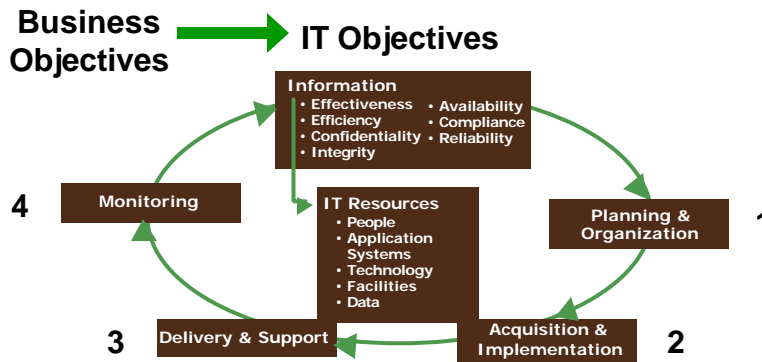 Business
Objectives
IT Objectives
Information
• Effectiveness
• Efficiency
• Confidentiality
• Integrity
• Availability
• Compliance
• Reliability
4
Monitoring
IT Resources
• People
• Application
Systems
• Technology
• Facilities
• Data
Planning &
Organization
3
Delivery & Support
Acquisition &
Implementation
2